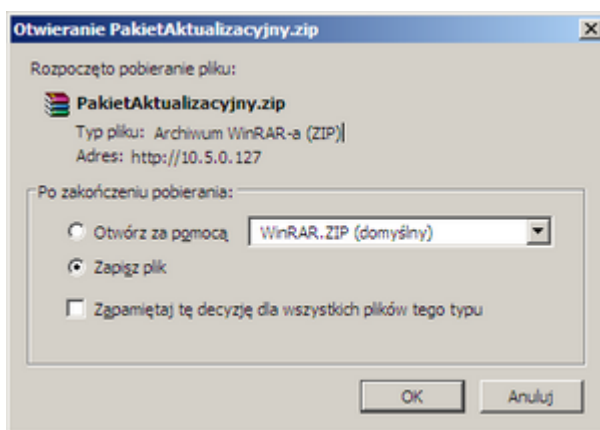 Otwieranie PakietAktualizacyjny.zip
Rozpoczęto pobieranie pliku:
PakietAktualizacyjny.zip
Typ pliku: Archiwum WinRAR-a (ZIP)
Adres: http://10.5.0.127
Po zakończeniu pobierania:
Otwórz za pomocą WinRAR.ZIP (domyślny)
Zapisz plik
Zapamiętaj tę decyzję dla wszystkich plików tego typu
OK Anuluj